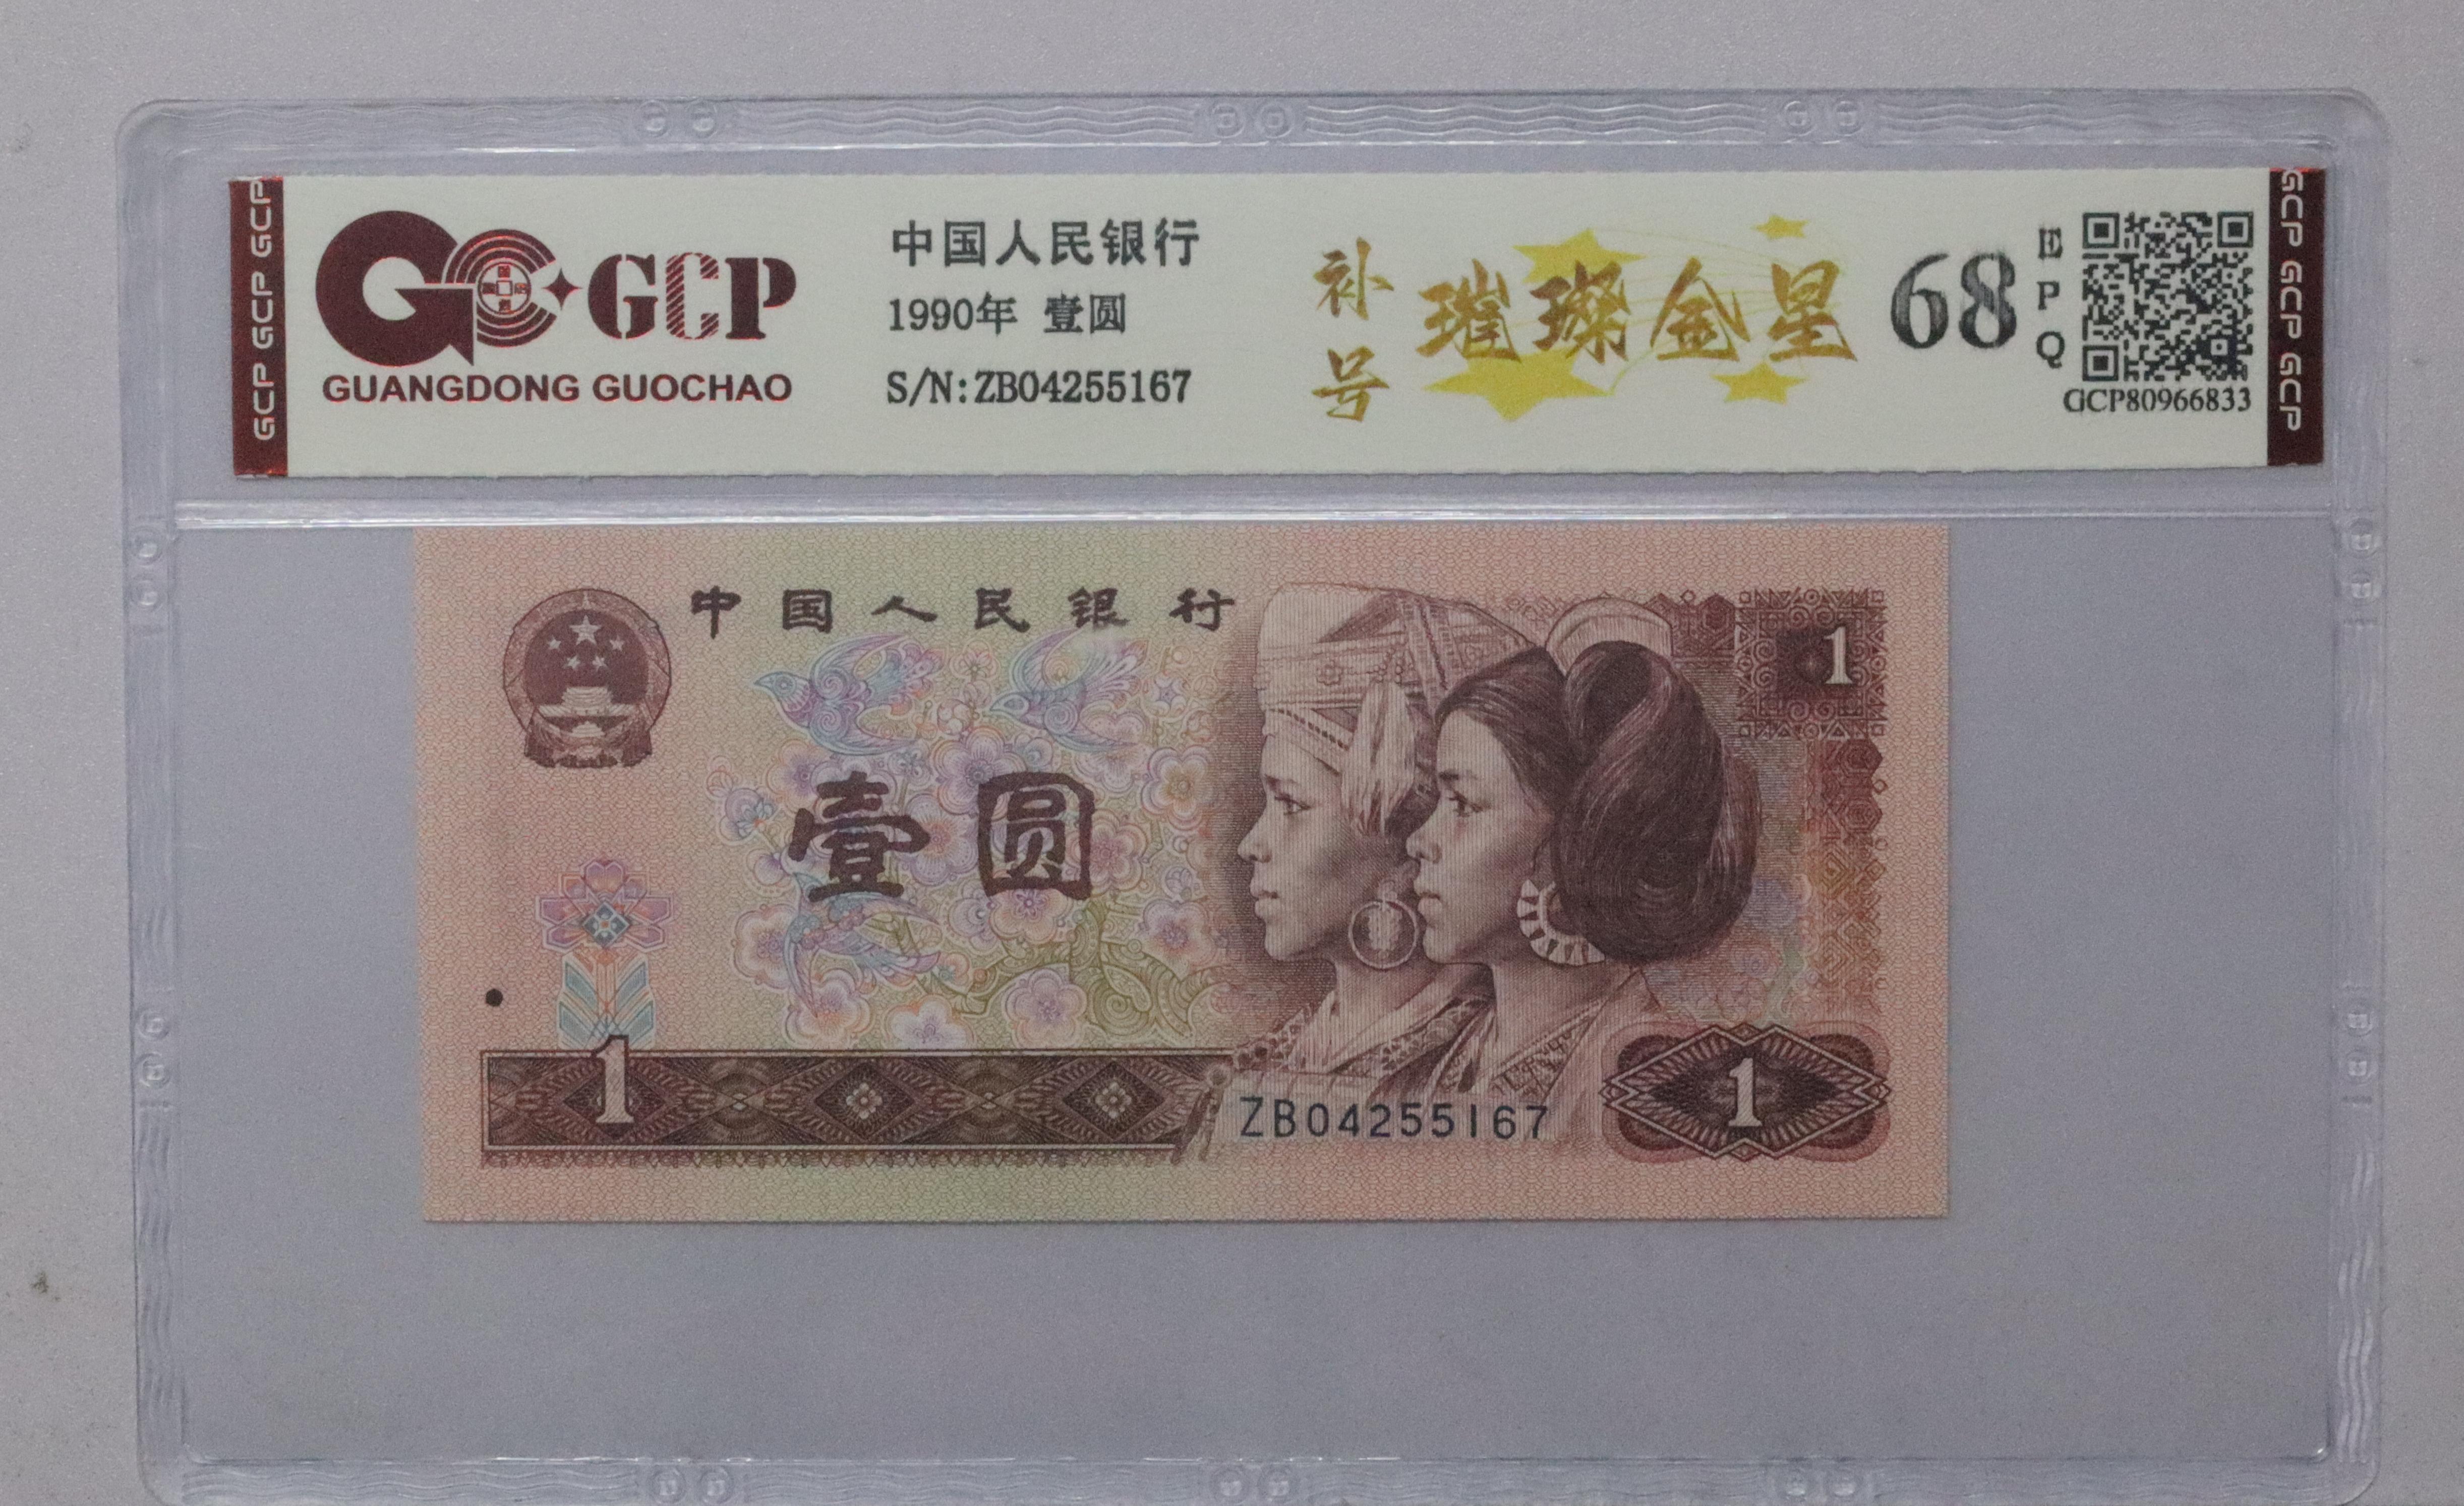 GCP GCP GCP
GCP
GUANGDONG GUOCHAO
中国人民银行
1990年 壹圆
S/N:ZB04255167
补号
璀璨金星
68
EPQ
GCP80966833
GCP GCP GCP
中国人民银行
1
壹圆
1
ZB04255167
1